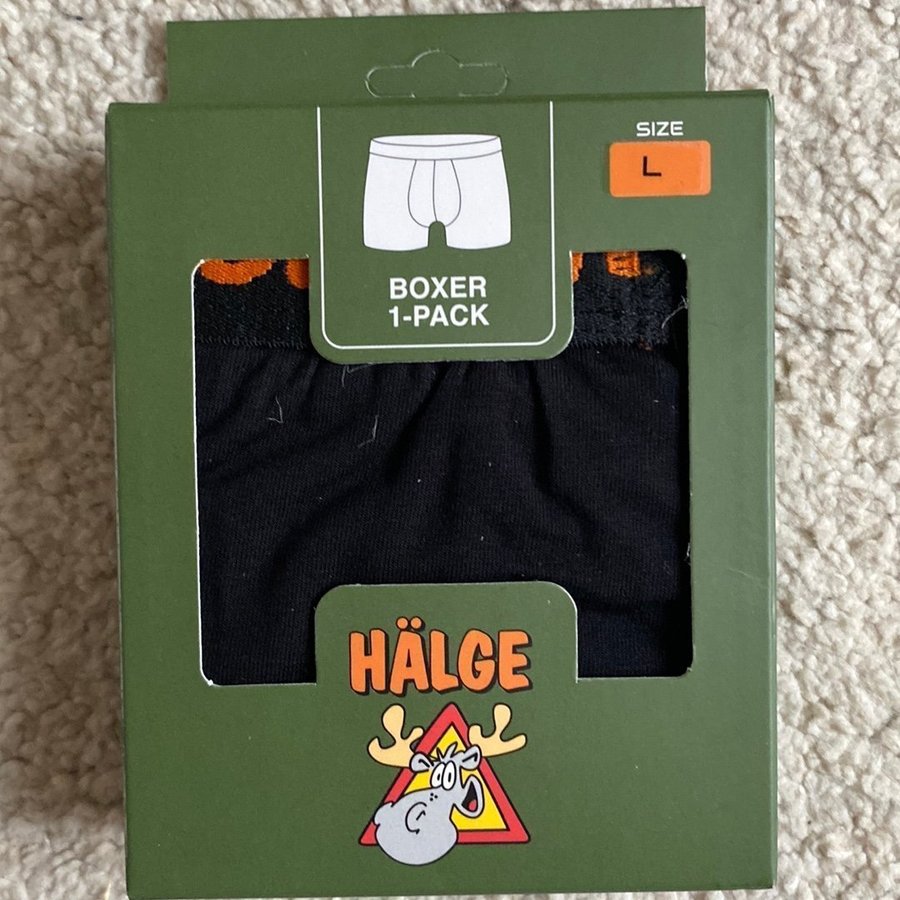 SIZE
L
BOXER
1-PACK
HÄLGE